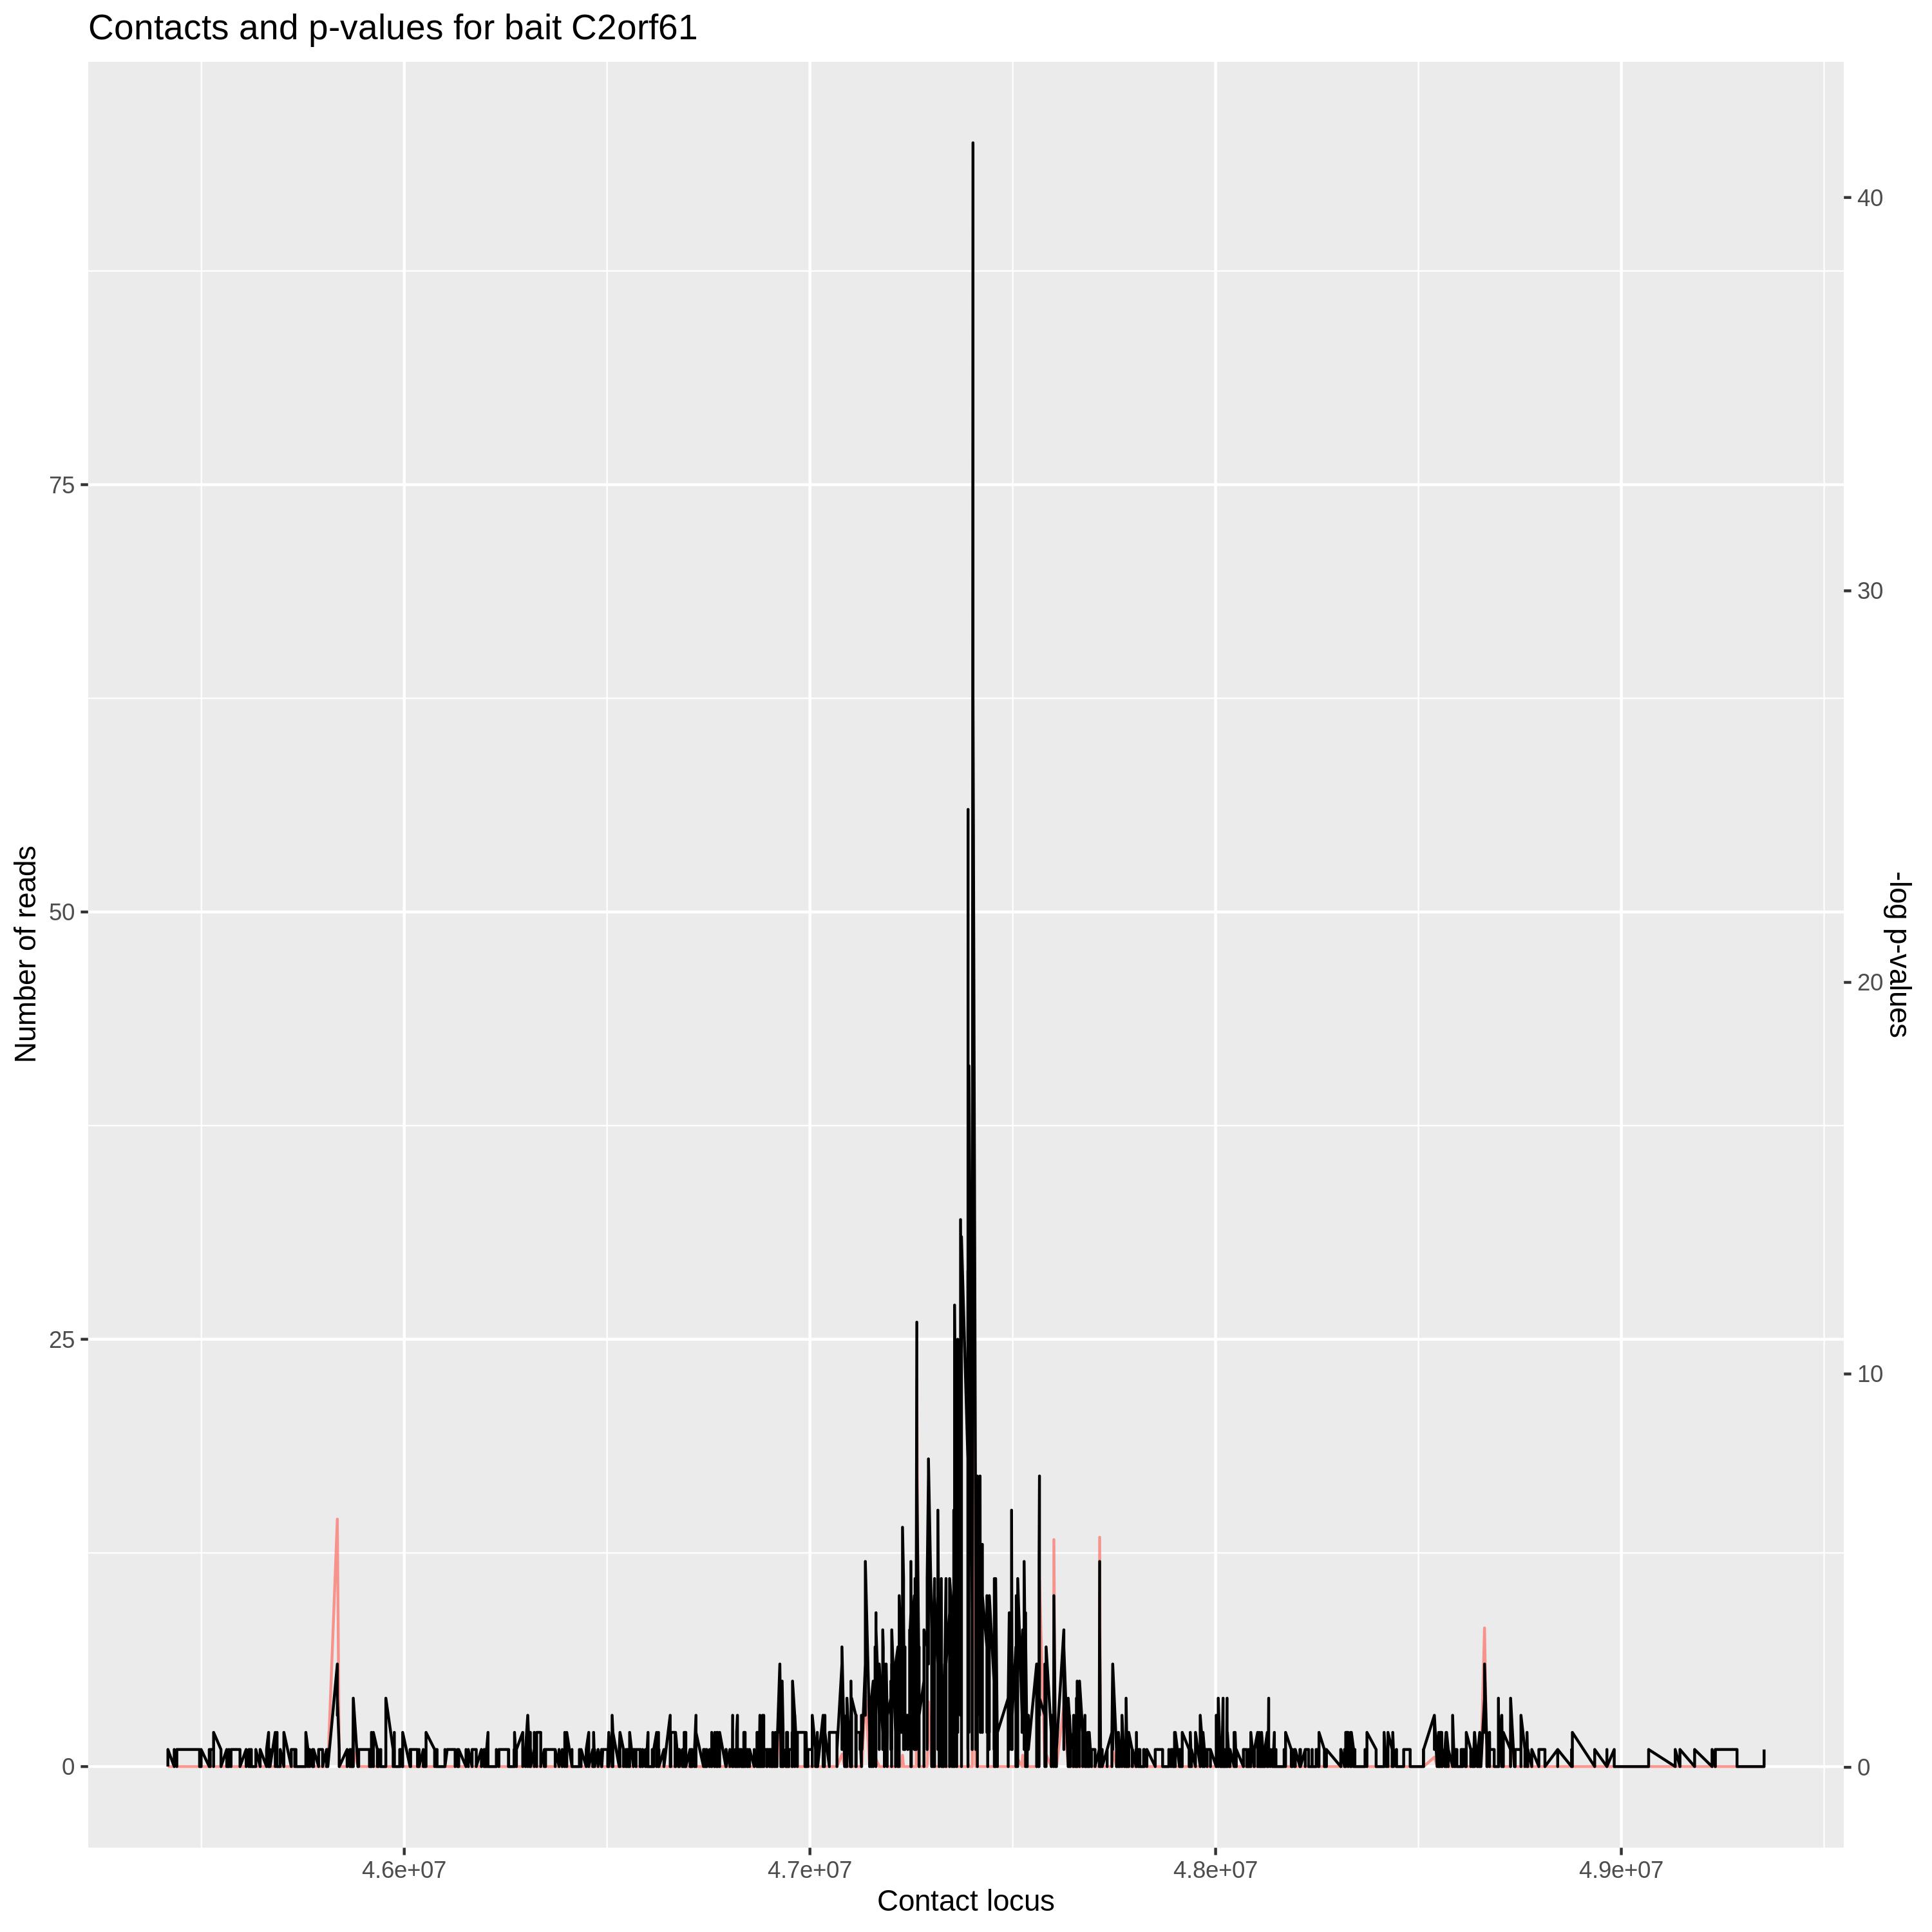 Contacts and p-values for bait C2orf61
Number of reads
75
50
25
0
40
30
20
10
0
-log p-values
4.6e+07
4.7e+07
4.8e+07
4.9e+07
Contact locus